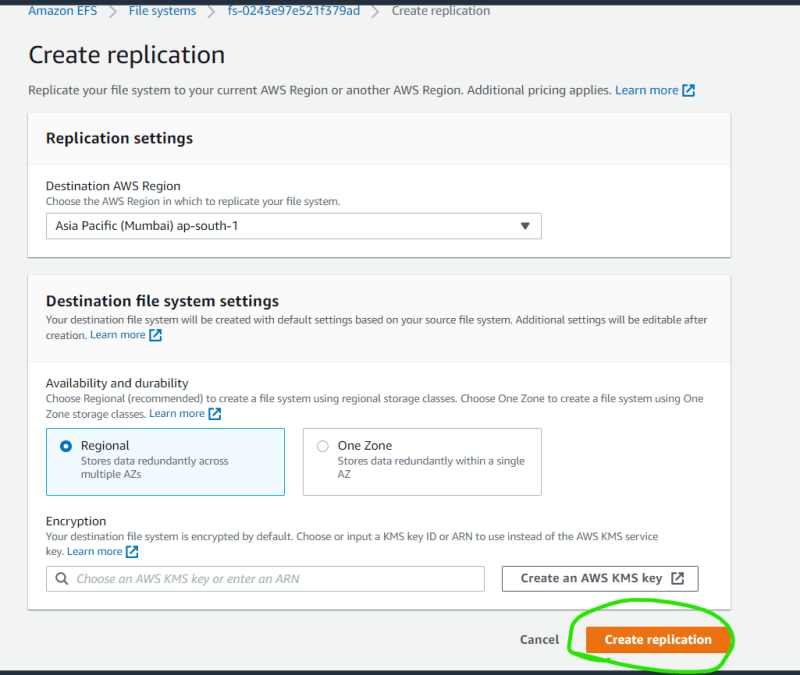 Amazon EFS > File systems > fs-0243e97e521f379ad > Create replication
Create replication
Replicate your file system to your current AWS Region or another AWS Region. Additional pricing applies. Learn more
Replication settings
Destination AWS Region
Choose the AWS Region in which to replicate your file system.
Asia Pacific (Mumbai) ap-south-1
Destination file system settings
Your destination file system will be created with default settings based on your source file system. Additional settings will be editable after
creation. Learn more
Availability and durability
Choose Regional (recommended) to create a file system using regional storage classes. Choose One Zone to create a file system using One
Zone storage classes. Learn more
Regional
Stores data redundantly across
multiple AZs
One Zone
Stores data redundantly within a single
AZ
Encryption
Your destination file system is encrypted by default. Choose or input a KMS key ID or ARN to use instead of the AWS KMS service
key. Learn more
Choose an AWS KMS key or enter an ARN
Create an AWS KMS key
Cancel
Create replication